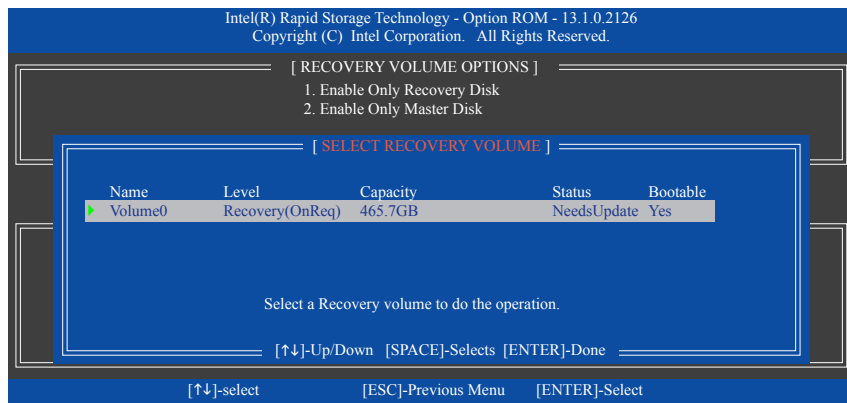 Intel(R) Rapid Storage Technology - Option ROM - 13.1.0.2126
Copyright (C) Intel Corporation. All Rights Reserved.
[ RECOVERY VOLUME OPTIONS ]
1. Enable Only Recovery Disk
2. Enable Only Master Disk
[ SELECT RECOVERY VOLUME ]
Name Level Capacity Status Bootable
Volume0 Recovery(OnReq) 465.7GB NeedsUpdate Yes
Select a Recovery volume to do the operation.
[↑↓]-Up/Down [SPACE]-Selects [ENTER]-Done
[↑↓]-select [ESC]-Previous Menu [ENTER]-Select